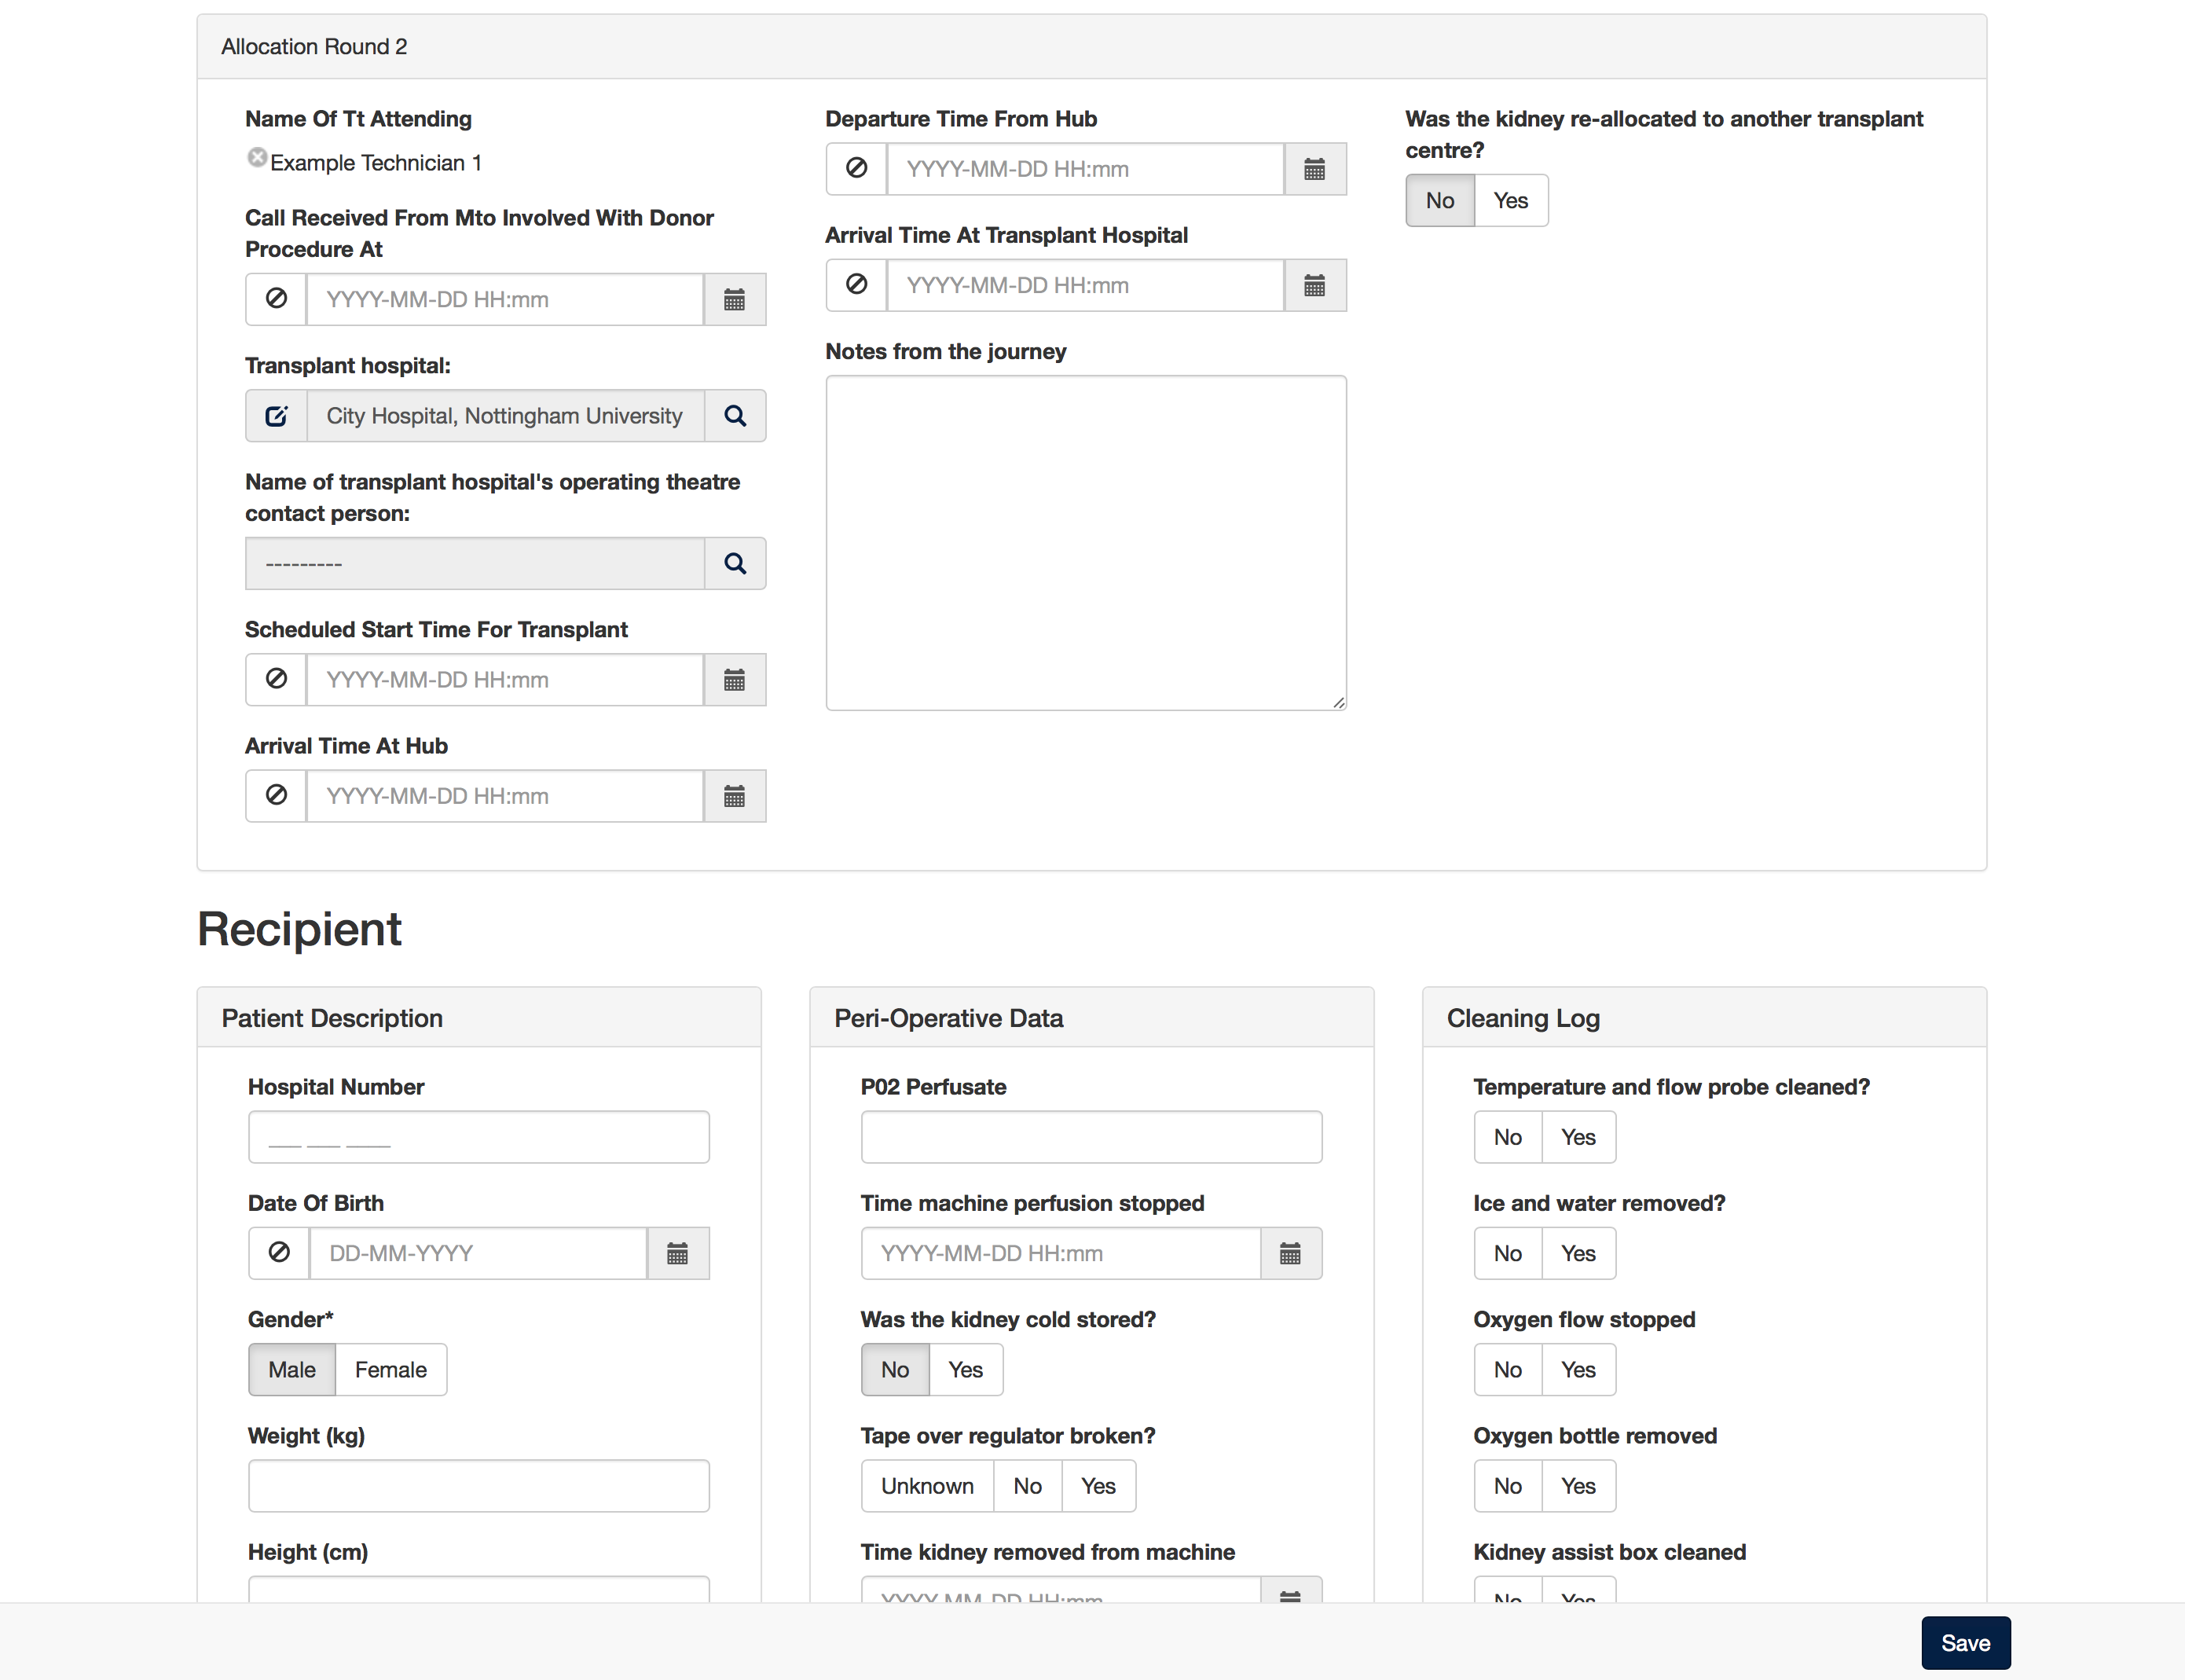 Allocation Round 2
Name Of Tt Attending
Example Technician 1
Call Received From Mto Involved With Donor
Procedure At
YYYY-MM-DD HH:mm
Transplant hospital:
City Hospital, Nottingham University
Name of transplant hospital's operating theatre
contact person:
---------
Scheduled Start Time For Transplant
YYYY-MM-DD HH:mm
Arrival Time At Hub
YYYY-MM-DD HH:mm
Departure Time From Hub
YYYY-MM-DD HH:mm
Arrival Time At Transplant Hospital
YYYY-MM-DD HH:mm
Notes from the journey
Was the kidney re-allocated to another transplant
centre?
No Yes
Recipient
Patient Description
Hospital Number
___ ___ ____
Date Of Birth
DD-MM-YYYY
Gender*
Male Female
Weight (kg)
Height (cm)
Peri-Operative Data
P02 Perfusate
Time machine perfusion stopped
YYYY-MM-DD HH:mm
Was the kidney cold stored?
No Yes
Tape over regulator broken?
Unknown No Yes
Time kidney removed from machine
YYYY-MM-DD HH:mm
Cleaning Log
Temperature and flow probe cleaned?
No Yes
Ice and water removed?
No Yes
Oxygen flow stopped
No Yes
Oxygen bottle removed
No Yes
Kidney assist box cleaned
No Yes
Save